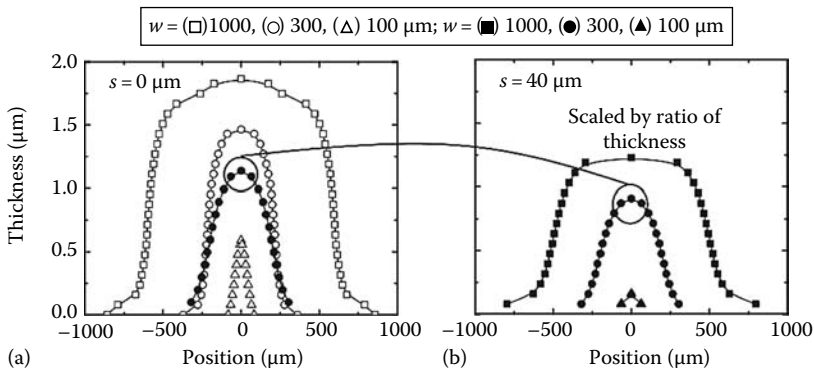 w = (□)1000, (○) 300, (△) 100 μm; w = (■) 1000, (●) 300, (▲) 100 μm
s = 0 μm
s = 40 μm
Scaled by ratio of
thickness
Thickness (μm)
2.0
1.5
1.0
0.5
0.0
−1000 −500 0 500 1000
−500 0 500 1000
(a) Position (μm)
(b) Position (μm)